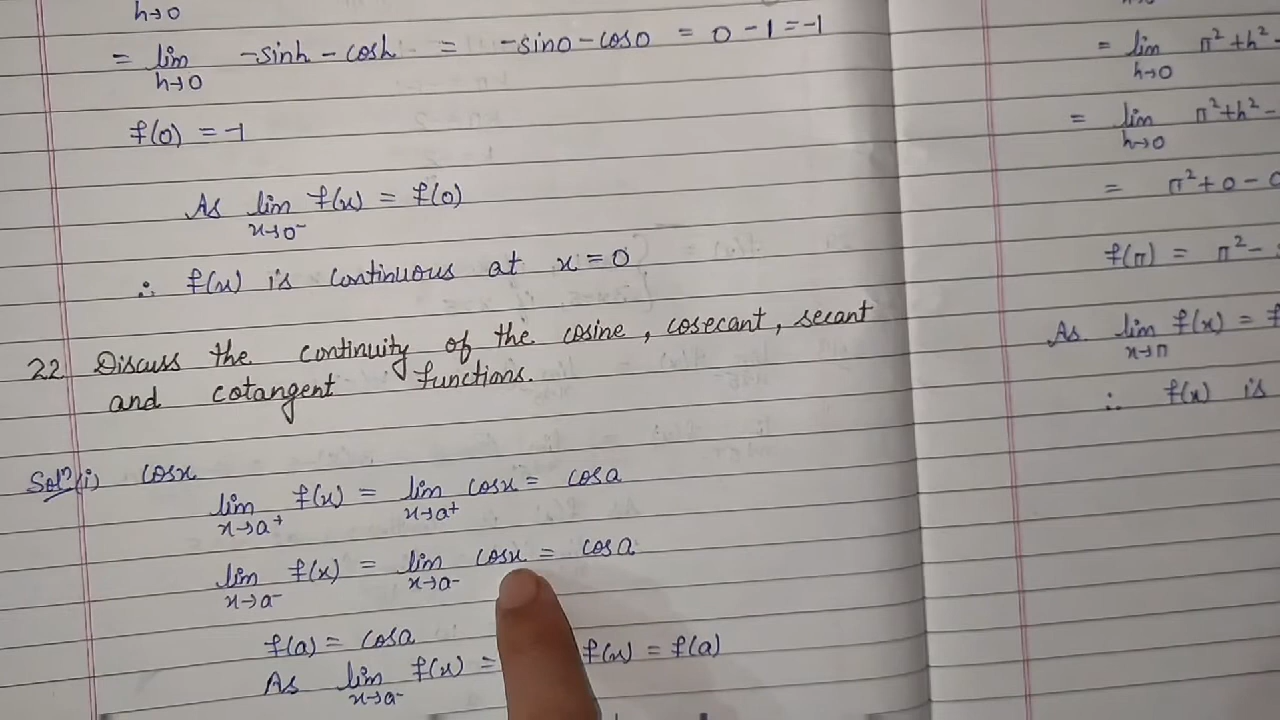 h→0
= lim -sinh - cosh = -sin0 - cos0 = 0 - 1 = -1
h→0
f(0) = -1
As lim f(x) = f(0)
x→0⁻
∴ f(x) is continuous at x = 0
22 Discuss the continuity of the cosine, cosecant, secant
and cotangent functions.
Solⁿ (i) cosx
lim f(x) = lim cosx = cosa
x→a⁺ x→a⁺
lim f(x) = lim cosx = cosa
x→a⁻ x→a⁻
f(a) = cosa
As lim f(x) = f(x) = f(a)
x→a⁻
= lim π²+h²-
h→0
= lim π²+h²-
h→0
= π²+0-0
f(π) = π²-
As lim f(x) =
x→π
∴ f(x) is